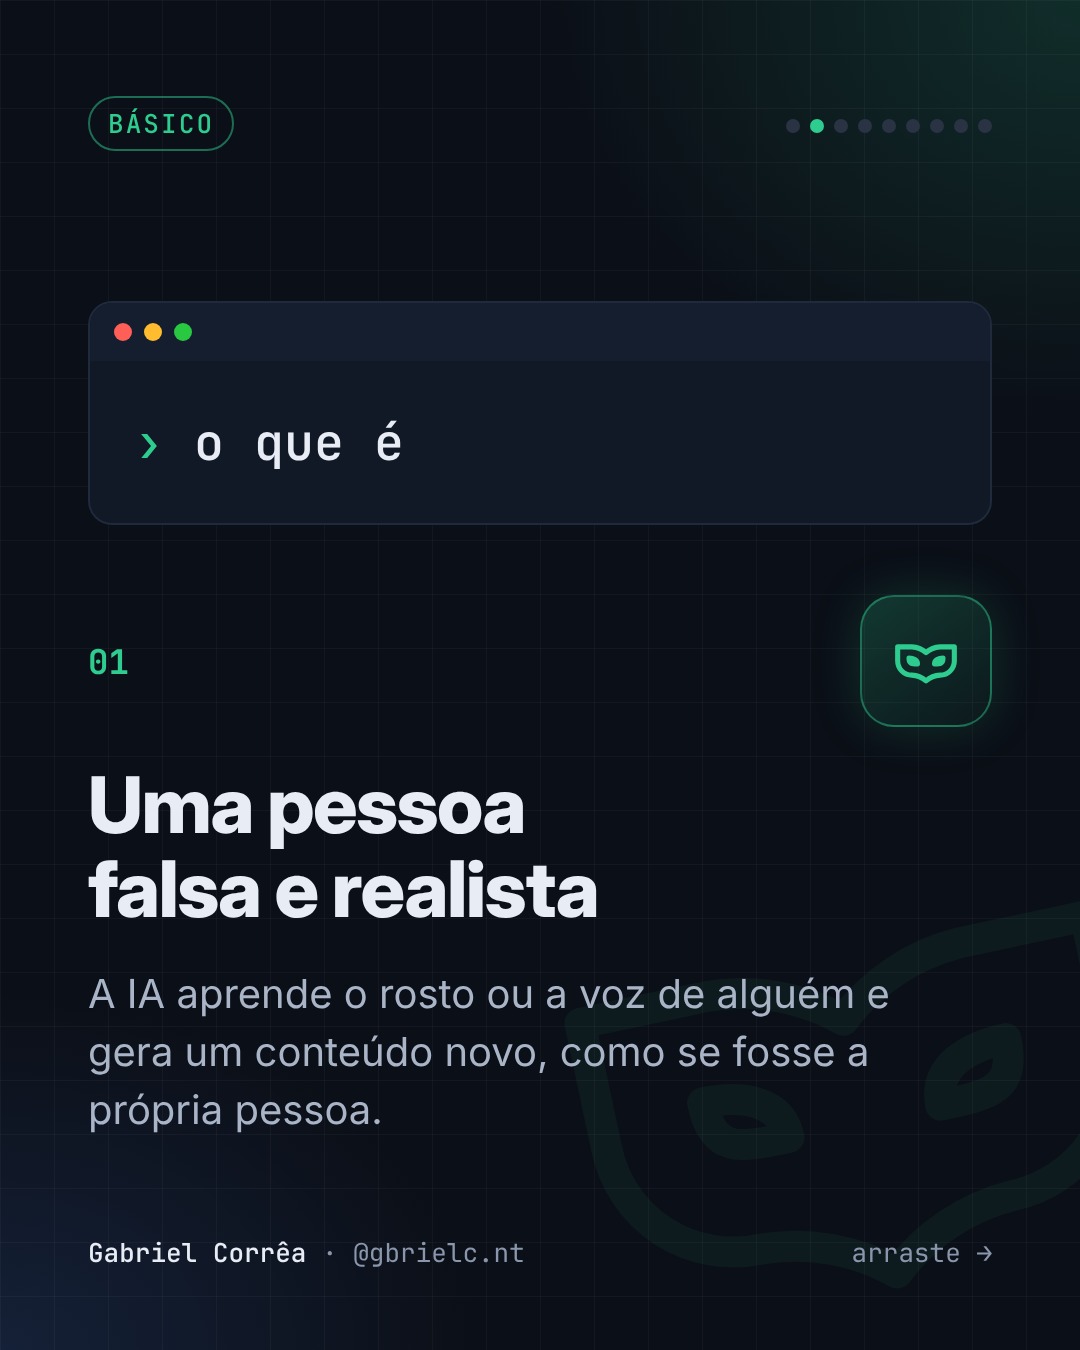 BÁSICO
› o que é
01
Uma pessoa
falsa e realista
A IA aprende o rosto ou a voz de alguém e
gera um conteúdo novo, como se fosse a
própria pessoa.
Gabriel Corrêa · @gbrielc.nt
arraste →